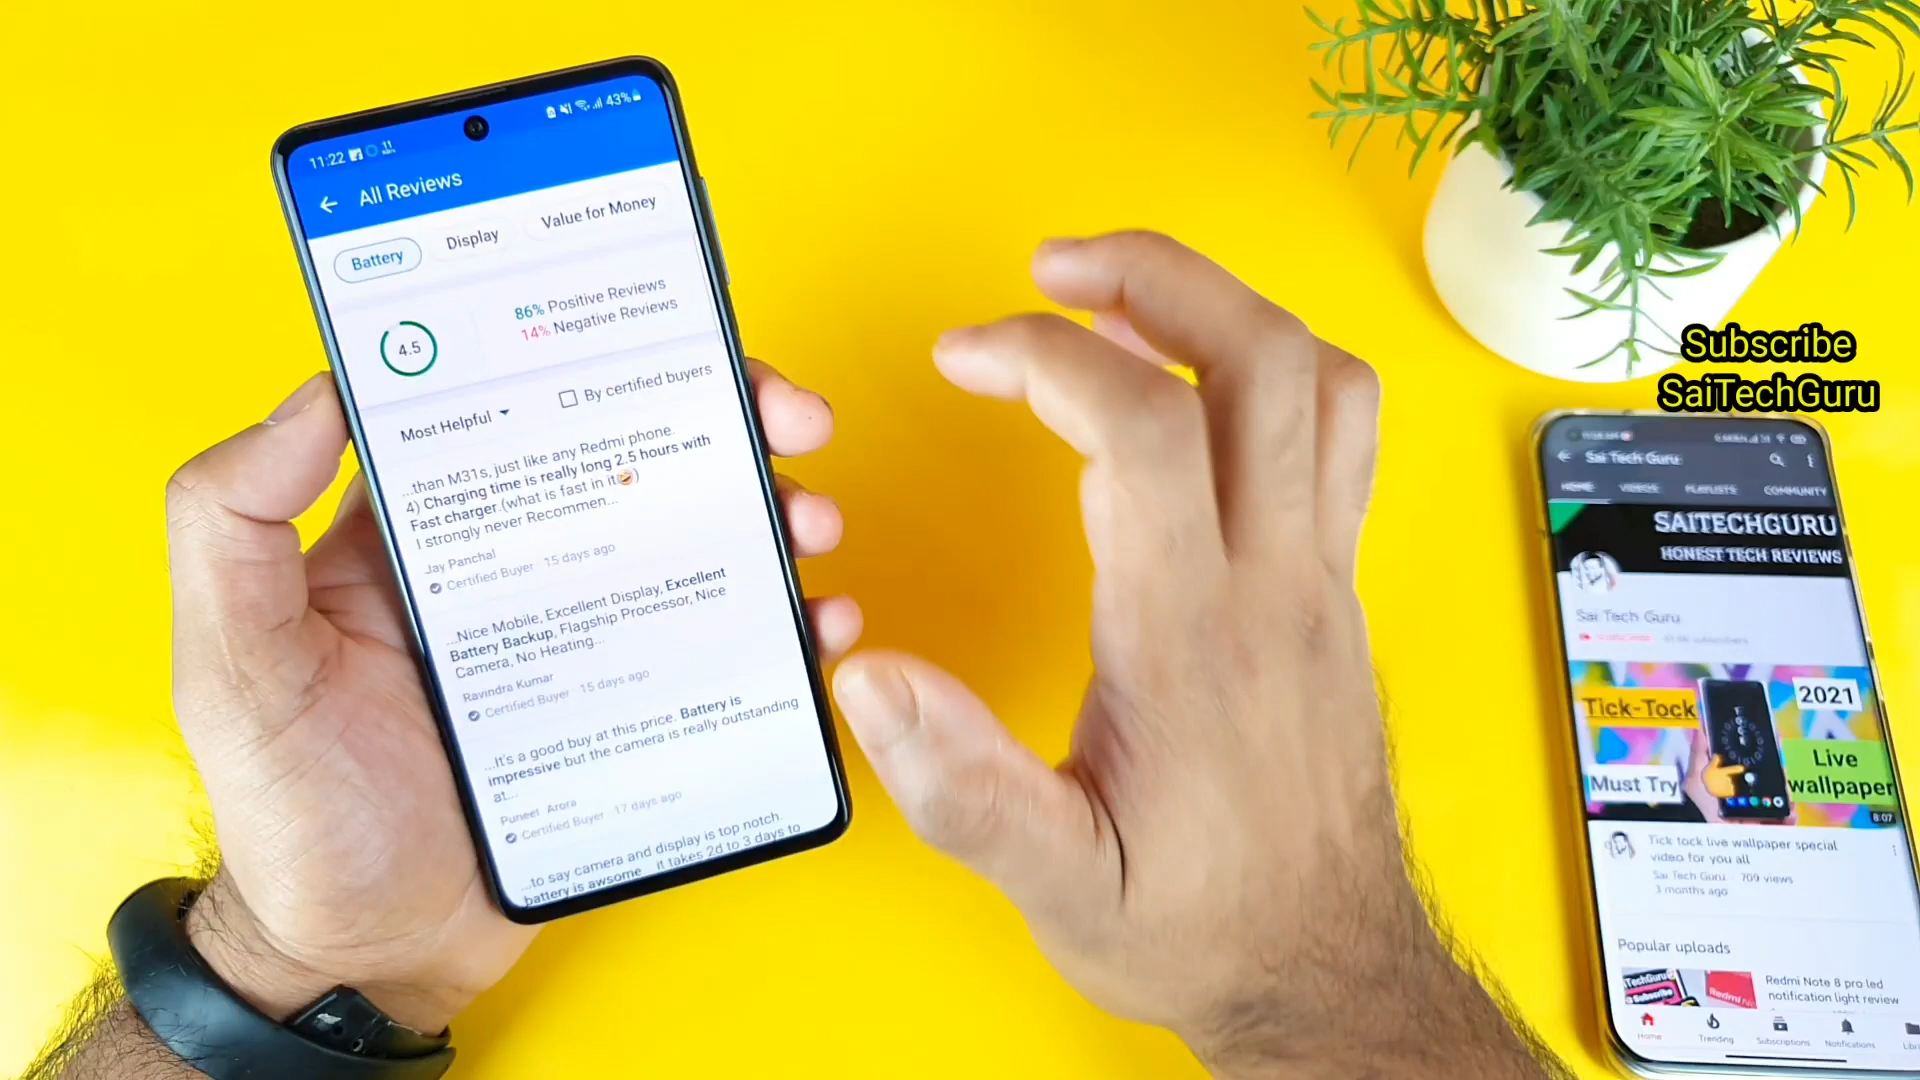 11:22
43%
All Reviews
Battery
Display
Value for Money
4.5
86% Positive Reviews
14% Negative Reviews
Most Helpful
By certified buyers
...than M31s, just like any Redmi phone.
4) Charging time is really long 2.5 hours with
Fast charger.(what is fast in it🤣)
I strongly never Recommen...
Jay Panchal
Certified Buyer · 15 days ago
...Nice Mobile, Excellent Display, Excellent
Battery Backup, Flagship Processor, Nice
Camera, No Heating...
Ravindra Kumar
Certified Buyer · 15 days ago
...It's a good buy at this price. Battery is
impressive but the camera is really outstanding
at...
Puneet Arora
Certified Buyer · 17 days ago
...to say camera and display is top notch.
battery is awsome it takes 2d to 3 days to
Subscribe
SaiTechGuru
Sai Tech Guru
HOME VIDEOS PLAYLISTS COMMUNITY
SAITECHGURU
HONEST TECH REVIEWS
Sai Tech Guru
SUBSCRIBE
subscribers
Tick-Tock
2021
Must Try
Live
wallpaper
8:07
Tick tock live wallpaper special
video for you all
Sai Tech Guru · 709 views
3 months ago
Popular uploads
Redmi Note 8 pro led
notification light review
Home
Trending
Subscriptions
Notifications